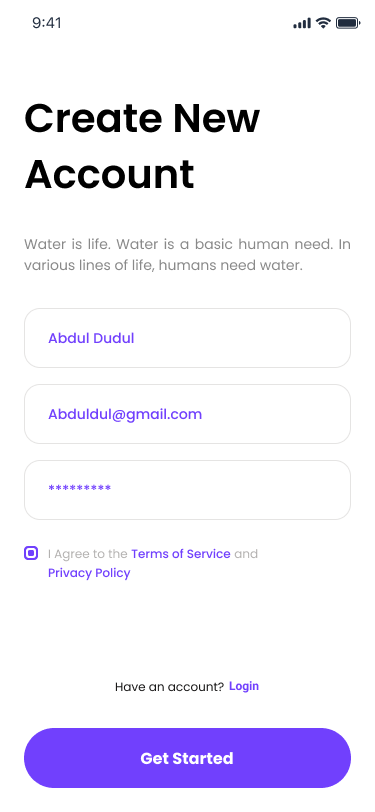 9:41
Create New
Account
Water is life. Water is a basic human need. In
various lines of life, humans need water.
Abdul Dudul
Abduldul@gmail.com
*********
I Agree to the Terms of Service and
Privacy Policy
Have an account? Login
Get Started